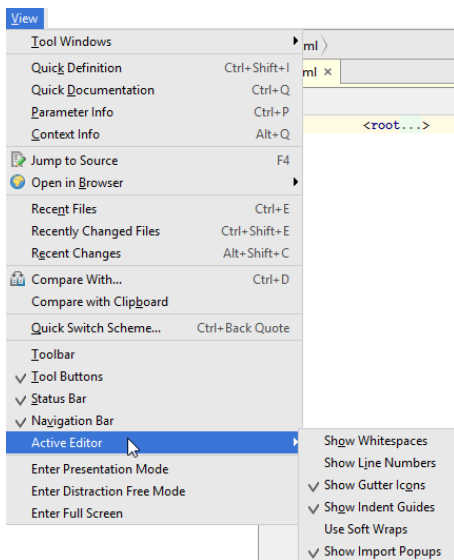 View
Tool Windows
ml
Quick Definition Ctrl+Shift+I
ml ×
Quick Documentation Ctrl+Q
Parameter Info Ctrl+P
<root...>
Context Info Alt+Q
Jump to Source F4
Open in Browser
Recent Files Ctrl+E
Recently Changed Files Ctrl+Shift+E
Recent Changes Alt+Shift+C
Compare With... Ctrl+D
Compare with Clipboard
Quick Switch Scheme... Ctrl+Back Quote
Toolbar
Tool Buttons
Status Bar
Navigation Bar
Active Editor
Enter Presentation Mode
Enter Distraction Free Mode
Enter Full Screen
Show Whitespaces
Show Line Numbers
Show Gutter Icons
Show Indent Guides
Use Soft Wraps
Show Import Popups